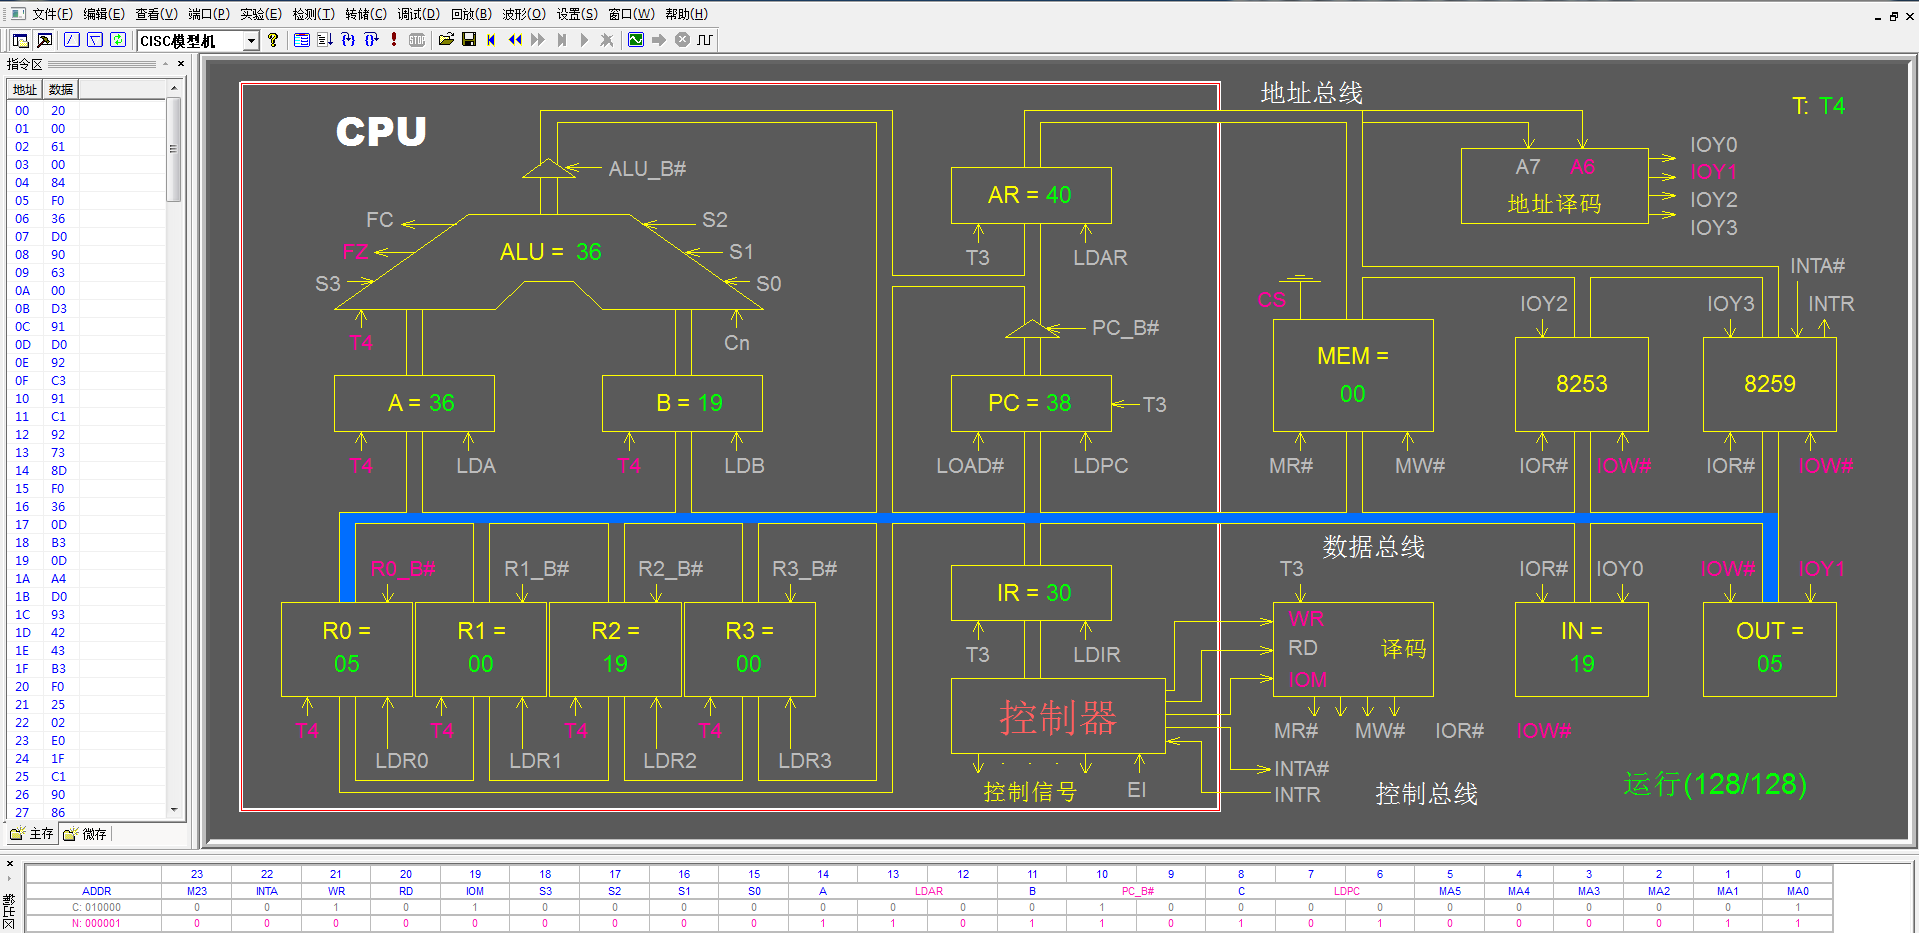 文件(F) 编辑(E) 查看(V) 端口(P) 实验(E) 检测(T) 转储(C) 调试(D) 回放(B) 波形(O) 设置(S) 窗口(W) 帮助(H)
CISC模型机
指令区
地址 数据
00 20
01 00
02 61
03 00
04 84
05 F0
06 36
07 D0
08 90
09 63
0A 00
0B D3
0C 91
0D D0
0E 92
0F C3
10 91
11 C1
12 92
13 73
14 8D
15 F0
16 36
17 0D
18 B3
19 0D
1A A4
1B D0
1C 93
1D 42
1E 43
1F B3
20 F0
21 25
22 02
23 E0
24 1F
25 C1
26 90
27 86
主存 微存
CPU
地址总线
T: T4
ALU_B#
FC
FZ
S3
S2
S1
S0
ALU = 36
T4
Cn
A = 36
B = 19
T4 LDA
T4 LDB
AR = 40
T3 LDAR
PC_B#
PC = 38
T3
LOAD# LDPC
A7 A6
地址译码
IOY0
IOY1
IOY2
IOY3
CS
MEM =
00
MR# MW#
IOY2
8253
IOR# IOW#
INTA#
IOY3 INTR
8259
IOR# IOW#
数据总线
R0_B# R1_B# R2_B# R3_B#
R0 =
05
R1 =
00
R2 =
19
R3 =
00
T4 T4 T4 T4
LDR0 LDR1 LDR2 LDR3
IR = 30
T3 LDIR
控制器
控制信号
EI
T3
WR
RD
IOM
译码
MR# MW# IOR# IOW#
INTA#
INTR
控制总线
IOR# IOY0
IN =
19
IOW# IOY1
OUT =
05
运行(128/128)
23 22 21 20 19 18 17 16 15 14 13 12 11 10 9 8 7 6 5 4 3 2 1 0
ADDR M23 INTA WR RD IOM S3 S2 S1 S0 A LDAR B PC_B# C LDPC MA5 MA4 MA3 MA2 MA1 MA0
C: 010000 0 0 1 0 1 0 0 0 0 0 0 0 0 1 0 0 0 0 0 0 0 0 0 1
N: 000001 0 0 0 0 0 0 0 0 0 1 1 0 1 1 0 1 0 1 0 0 0 0 1 1